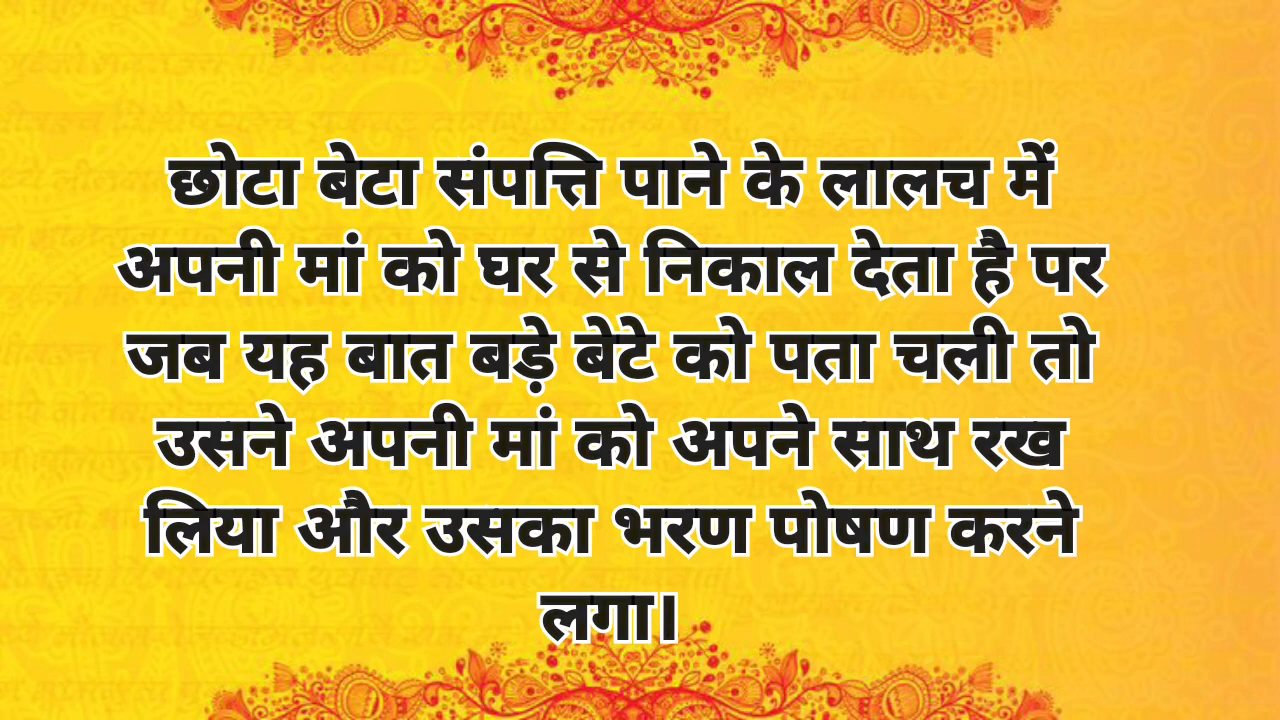 छोटा बेटा संपत्ति पाने के लालच में
अपनी मां को घर से निकाल देता है पर
जब यह बात बड़े बेटे को पता चली तो
उसने अपनी मां को अपने साथ रख
लिया और उसका भरण पोषण करने
लगा।